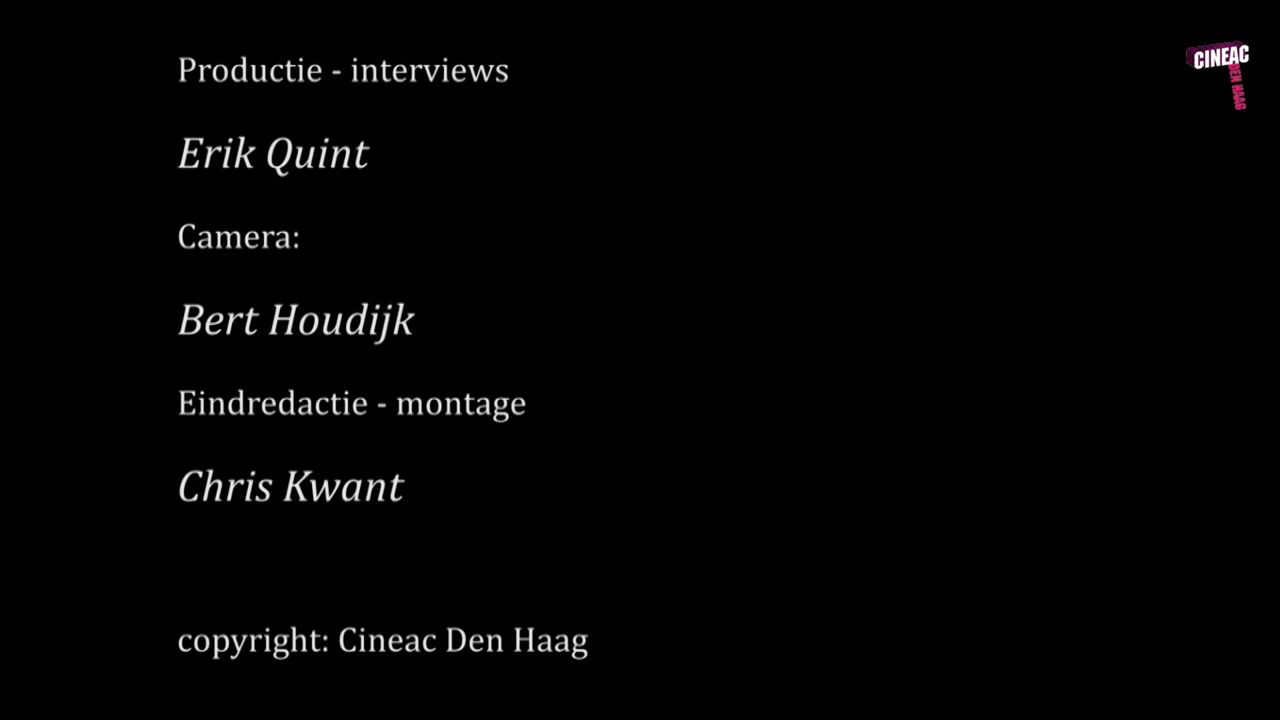 Productie - interviews
CINEAC
DEN HAAG
Erik Quint
Camera:
Bert Houdijk
Eindredactie - montage
Chris Kwant
copyright: Cineac Den Haag